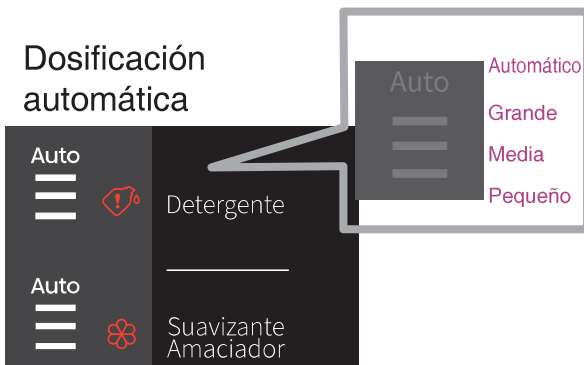 Dosificación
automática
Auto
Detergente
Auto
Suavizante
Amaciador
Auto
Automático
Grande
Media
Pequeño